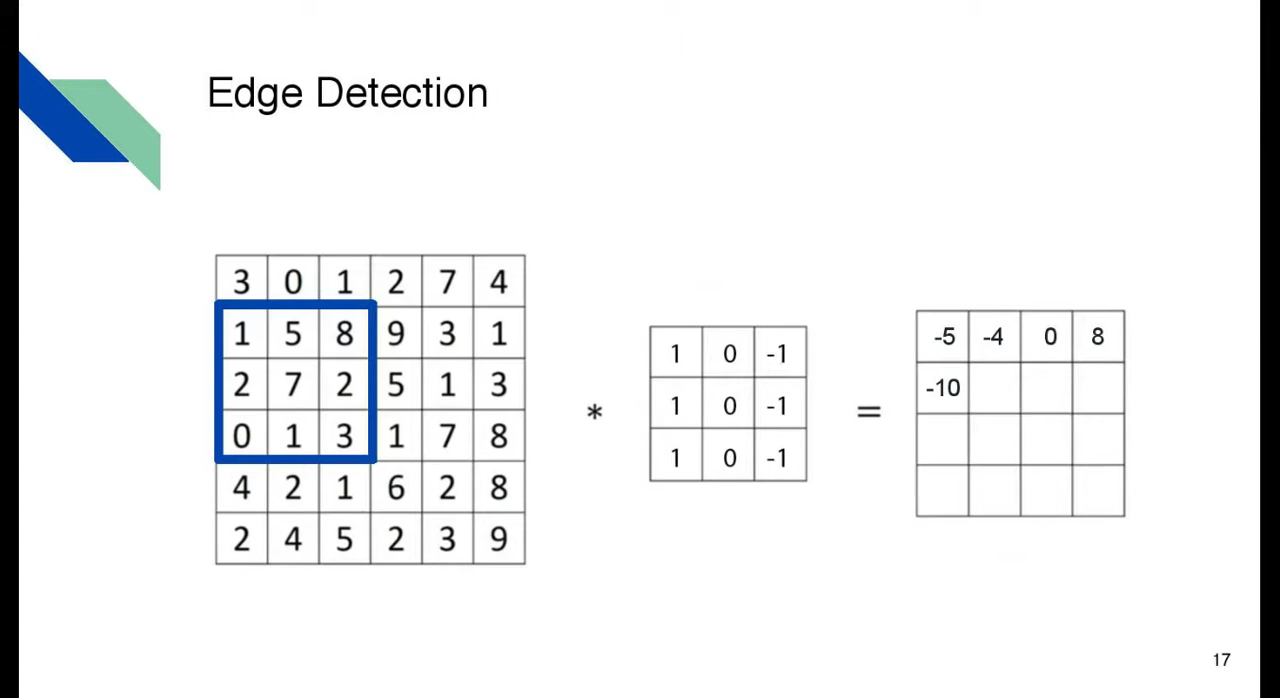 Edge Detection
3 0 1 2 7 4
1 5 8 9 3 1
2 7 2 5 1 3
0 1 3 1 7 8
4 2 1 6 2 8
2 4 5 2 3 9
*
1 0 -1
1 0 -1
1 0 -1
=
-5 -4 0 8
-10
17